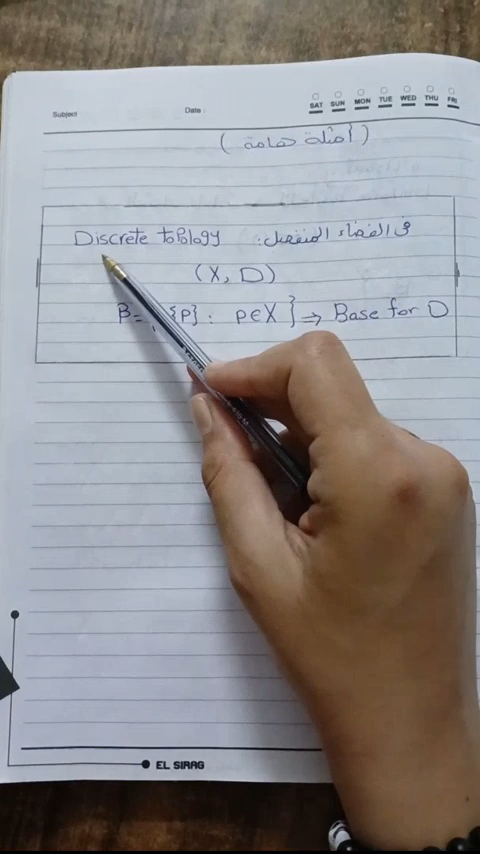 Subject Date :
SAT SUN MON TUE WED THU FRI
( أمثلة هامة )
فى الفضاء المنفصل: Discrete topology
(X, D)
β = {P} : p∈X } ⇒ Base for D
EL SIRAG